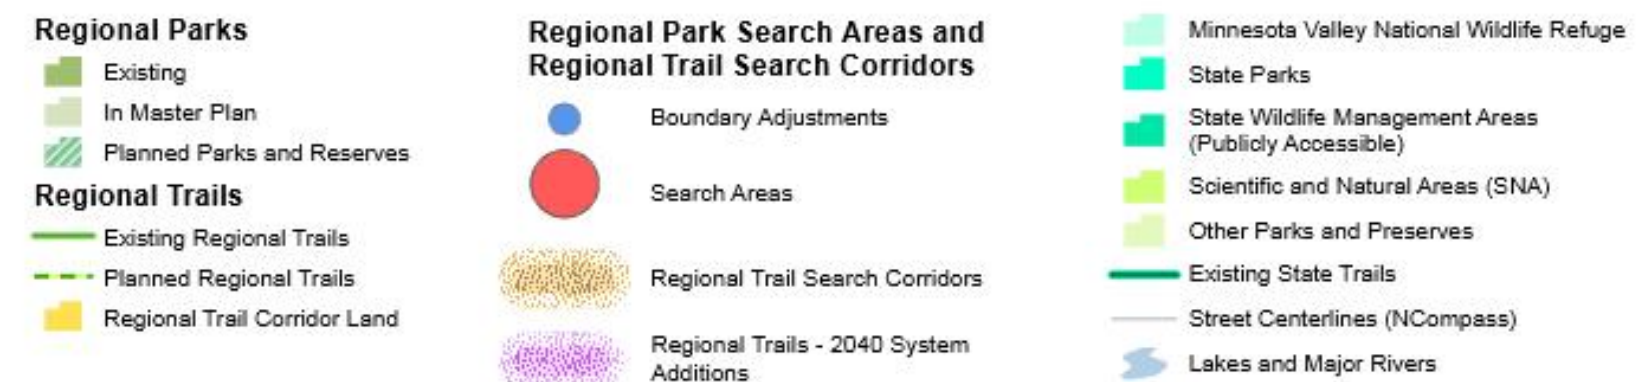 Regional Parks
Existing
In Master Plan
Planned Parks and Reserves
Regional Trails
Existing Regional Trails
Planned Regional Trails
Regional Trail Corridor Land
Regional Park Search Areas and
Regional Trail Search Corridors
Boundary Adjustments
Search Areas
Regional Trail Search Corridors
Regional Trails - 2040 System
Additions
Minnesota Valley National Wildlife Refuge
State Parks
State Wildlife Management Areas
(Publicly Accessible)
Scientific and Natural Areas (SNA)
Other Parks and Preserves
Existing State Trails
Street Centerlines (NCompass)
Lakes and Major Rivers